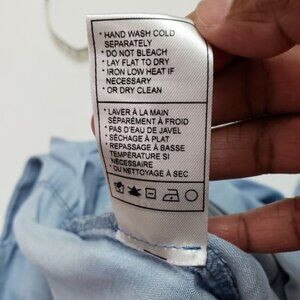 * HAND WASH COLD
SEPARATELY
* DO NOT BLEACH
* LAY FLAT TO DRY
* IRON LOW HEAT IF
NECESSARY
* OR DRY CLEAN
* LAVER À LA MAIN
SÉPARÉMENT À FROID
* PAS D'EAU DE JAVEL
* SÉCHAGE À PLAT
* REPASSAGE À BASSE
TEMPÉRATURE SI
NÉCESSAIRE
* OU NETTOYAGE À SEC